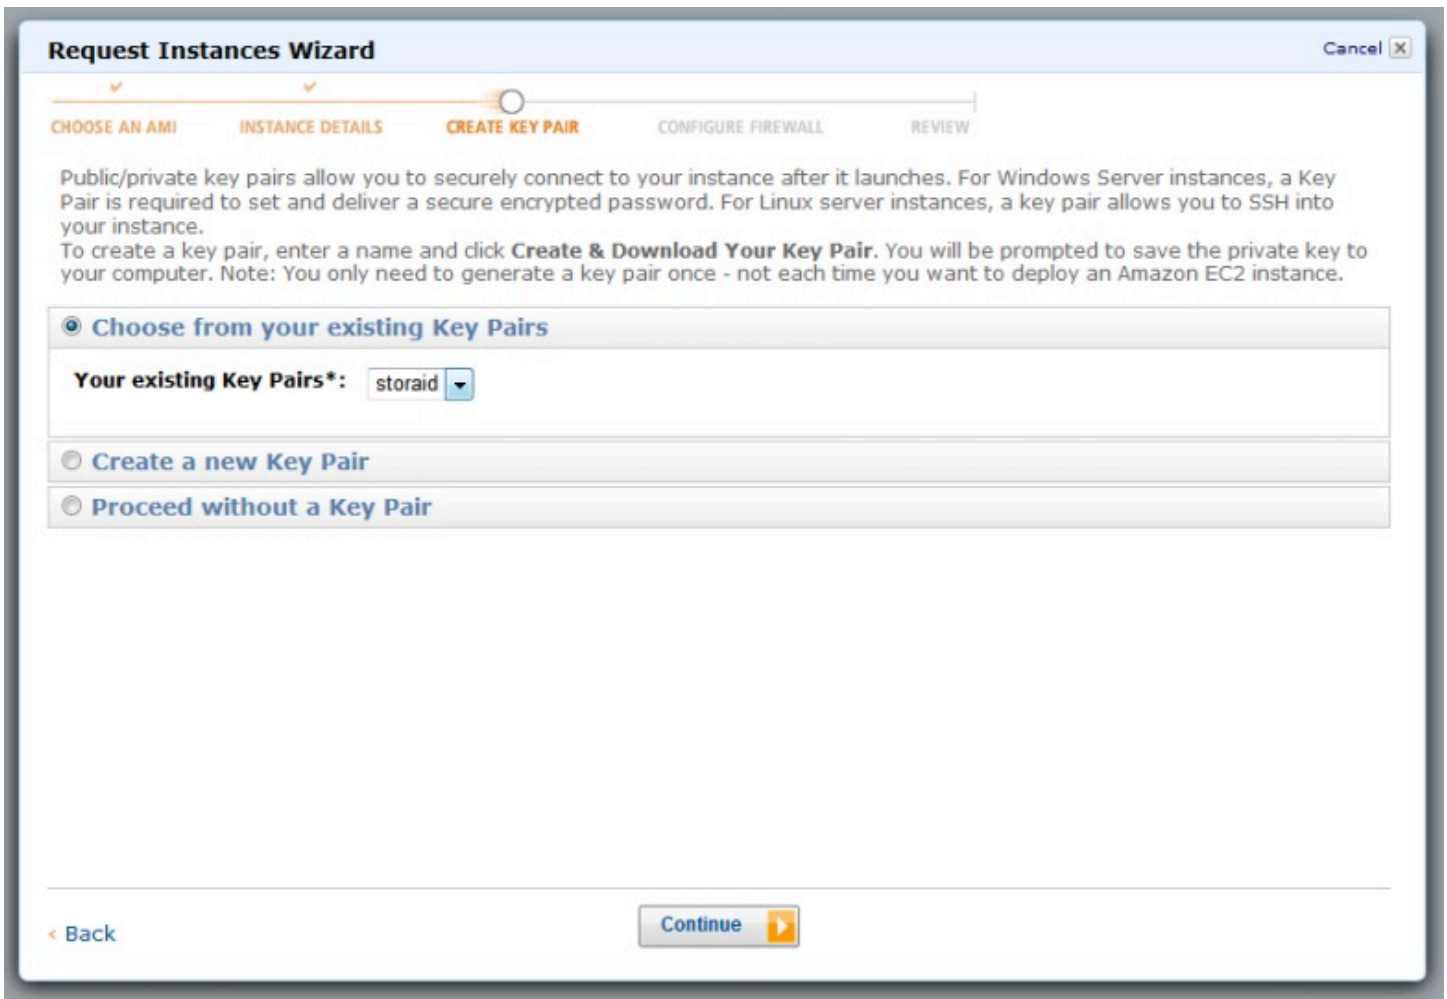 Request Instances Wizard
Cancel
CHOOSE AN AMI INSTANCE DETAILS CREATE KEY PAIR CONFIGURE FIREWALL REVIEW
Public/private key pairs allow you to securely connect to your instance after it launches. For Windows Server instances, a Key
Pair is required to set and deliver a secure encrypted password. For Linux server instances, a key pair allows you to SSH into
your instance.
To create a key pair, enter a name and click Create & Download Your Key Pair. You will be prompted to save the private key to
your computer. Note: You only need to generate a key pair once - not each time you want to deploy an Amazon EC2 instance.
Choose from your existing Key Pairs
Your existing Key Pairs*: storaid
Create a new Key Pair
Proceed without a Key Pair
< Back
Continue